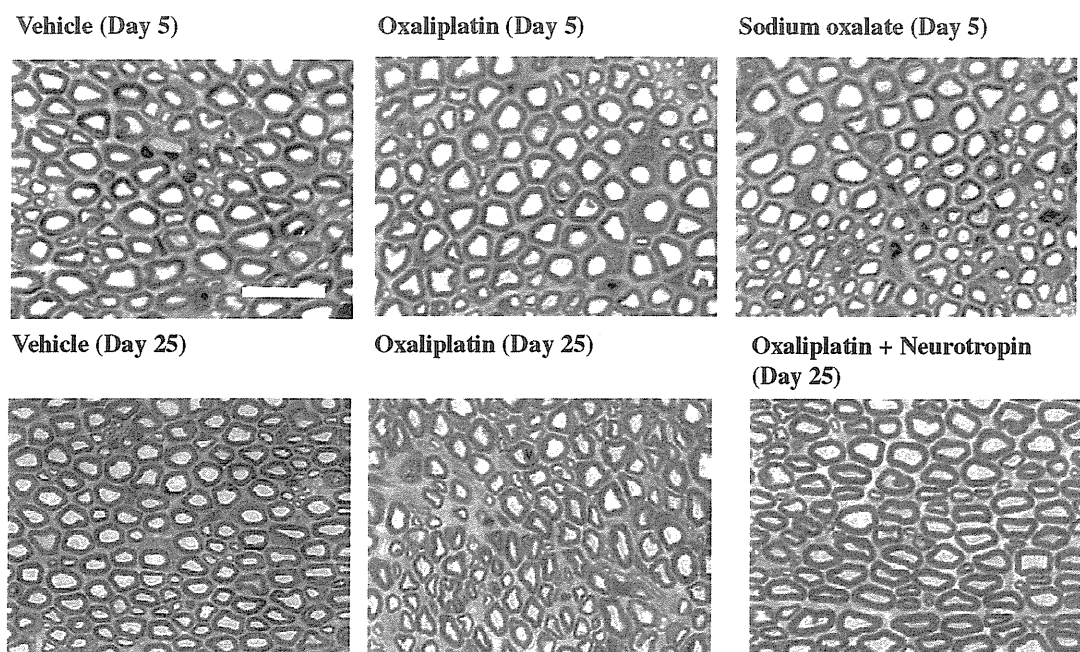 Vehicle (Day 5)
Oxaliplatin (Day 5)
Sodium oxalate (Day 5)
Vehicle (Day 25)
Oxaliplatin (Day 25)
Oxaliplatin + Neurotropin
(Day 25)